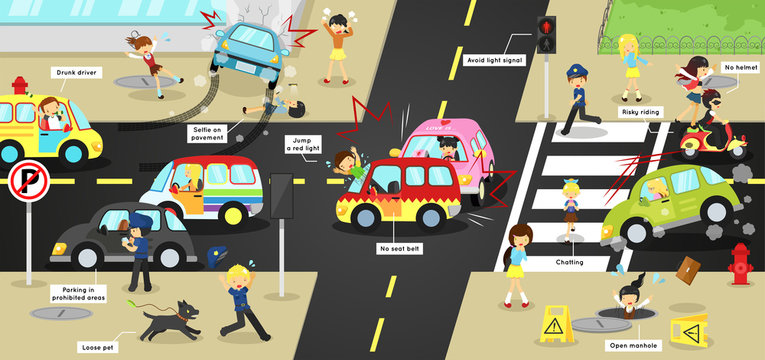 Drunk driver
Selfie on
pavement
Jump
a red light
LOVE IS
Avoid light signal
No helmet
Risky riding
No seat belt
Chatting
Parking in
prohibited areas
P
Loose pet
Open manhole